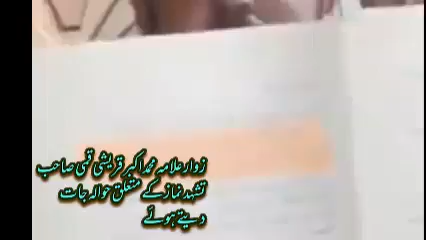 زوار علامہ محمد اکبر قریشی قمی صاحب
تشہد نماز کے متعلق حوالہ جات
دیتے ہوئے